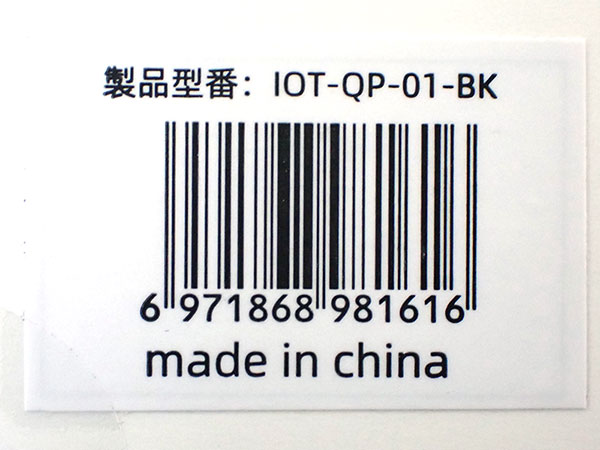 製品型番：IOT-QP-01-BK
6 971868 981616
made in china